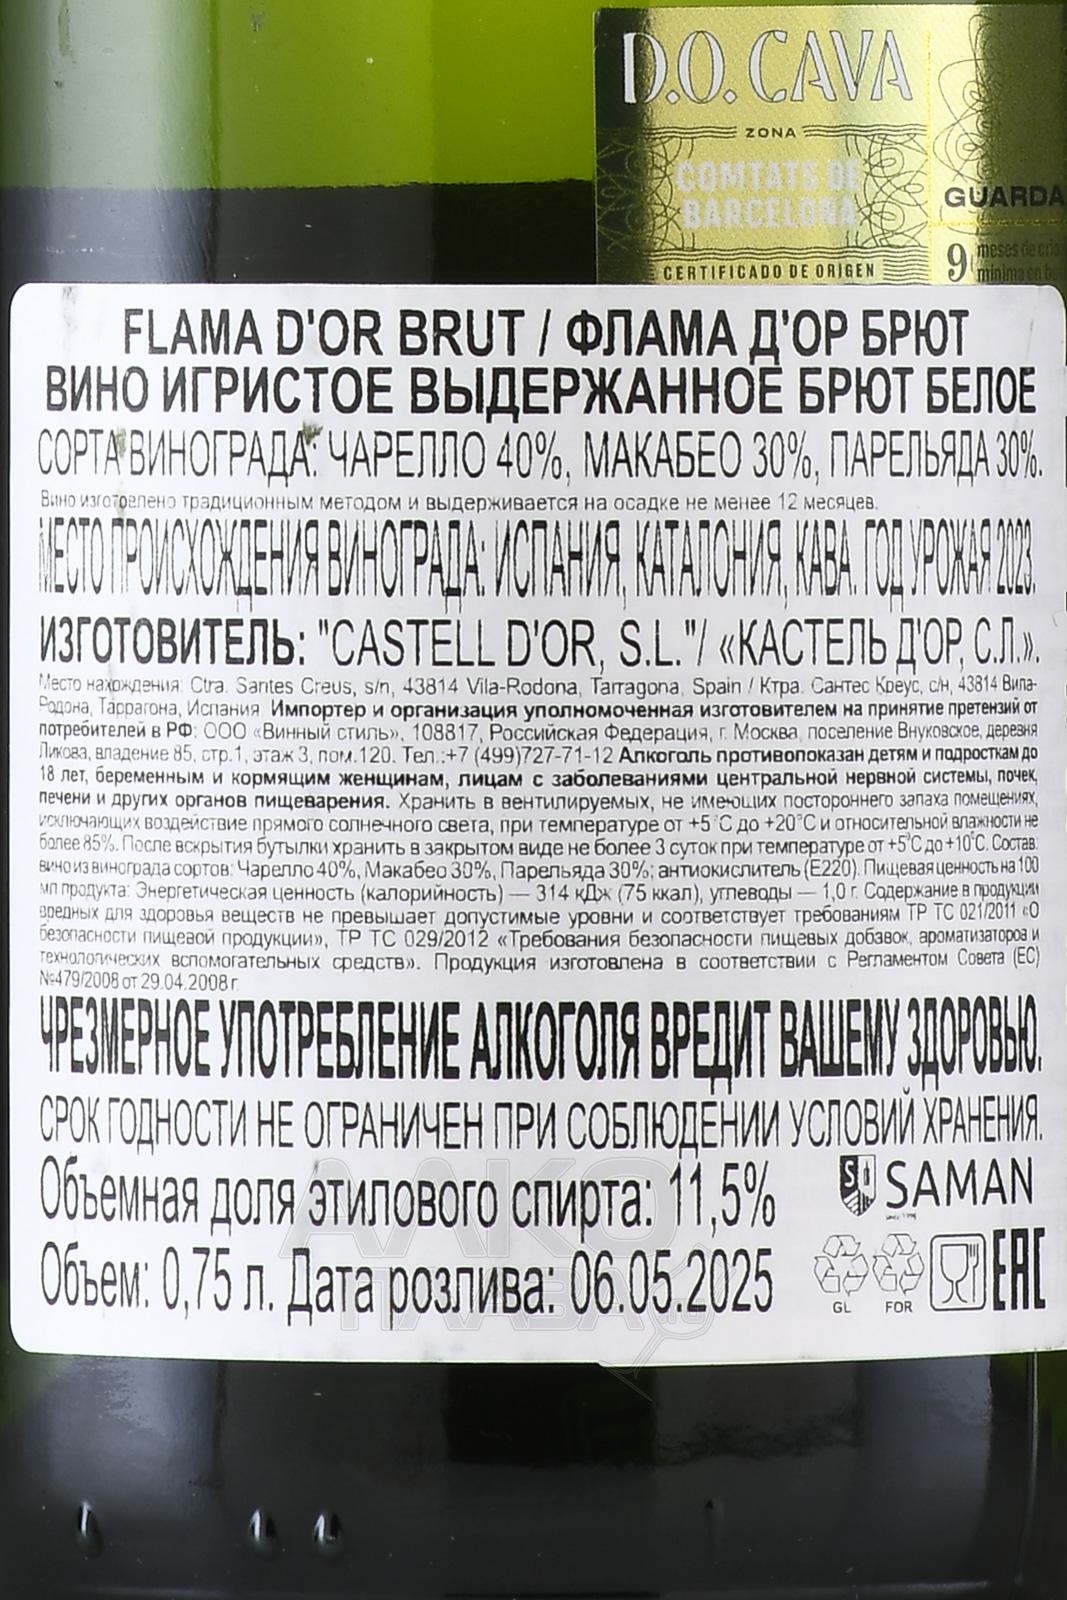 D.O. CAVA
ZONA
COMTATS DE
BARCELONA
CERTIFICADO DE ORIGEN
GUARDA
9 meses de
mínima en
FLAMA D'OR BRUT / ФЛАМА Д'ОР БРЮТ
ВИНО ИГРИСТОЕ ВЫДЕРЖАННОЕ БРЮТ БЕЛОЕ
СОРТА ВИНОГРАДА: ЧАРЕЛЛО 40%, МАКАБЕО 30%, ПАРЕЛЬЯДА 30%.
Вино изготовлено традиционным методом и выдерживается на осадке не менее 12 месяцев.
МЕСТО ПРОИСХОЖДЕНИЯ ВИНОГРАДА: ИСПАНИЯ, КАТАЛОНИЯ, КАВА. ГОД УРОЖАЯ 2023.
ИЗГОТОВИТЕЛЬ: "CASTELL D'OR, S.L."/ «КАСТЕЛЬ Д'ОР, С.Л.».
Место нахождения: Ctra. Santes Creus, s/n, 43814 Vila-Rodona, Tarragona, Spain / Ктра. Сантес Креус, с/н, 43814 Вила-
Родона, Таррагона, Испания. Импортер и организация уполномоченная изготовителем на принятие претензий от
потребителей в РФ: ООО «Винный стиль», 108817, Российская Федерация, г. Москва, поселение Внуковское, деревня
Ликова, владение 85, стр.1, этаж 3, пом.120. Тел.:+7 (499)727-71-12 Алкоголь противопоказан детям и подросткам до
18 лет, беременным и кормящим женщинам, лицам с заболеваниями центральной нервной системы, почек,
печени и других органов пищеварения. Хранить в вентилируемых, не имеющих постороннего запаха помещениях,
исключающих воздействие прямого солнечного света, при температуре от +5°С до +20°С и относительной влажности не
более 85%. После вскрытия бутылки хранить в закрытом виде не более 3 суток при температуре от +5°С до +10°С. Состав:
вино из винограда сортов: Чарелло 40%, Макабео 30%, Парельяда 30%; антиокислитель (Е220). Пищевая ценность на 100
мл продукта: Энергетическая ценность (калорийность) — 314 кДж (75 ккал), углеводы — 1,0 г. Содержание в продукции
вредных для здоровья веществ не превышает допустимые уровни и соответствует требованиям ТР ТС 021/2011 «О
безопасности пищевой продукции», ТР ТС 029/2012 «Требования безопасности пищевых добавок, ароматизаторов и
технологических вспомогательных средств». Продукция изготовлена в соответствии с Регламентом Совета (ЕС)
№479/2008 от 29.04.2008 г.
ЧРЕЗМЕРНОЕ УПОТРЕБЛЕНИЕ АЛКОГОЛЯ ВРЕДИТ ВАШЕМУ ЗДОРОВЬЮ.
СРОК ГОДНОСТИ НЕ ОГРАНИЧЕН ПРИ СОБЛЮДЕНИИ УСЛОВИЙ ХРАНЕНИЯ.
Объемная доля этилового спирта: 11,5%
SAMAN
Объем: 0,75 л. Дата розлива: 06.05.2025
GL FOR EAC